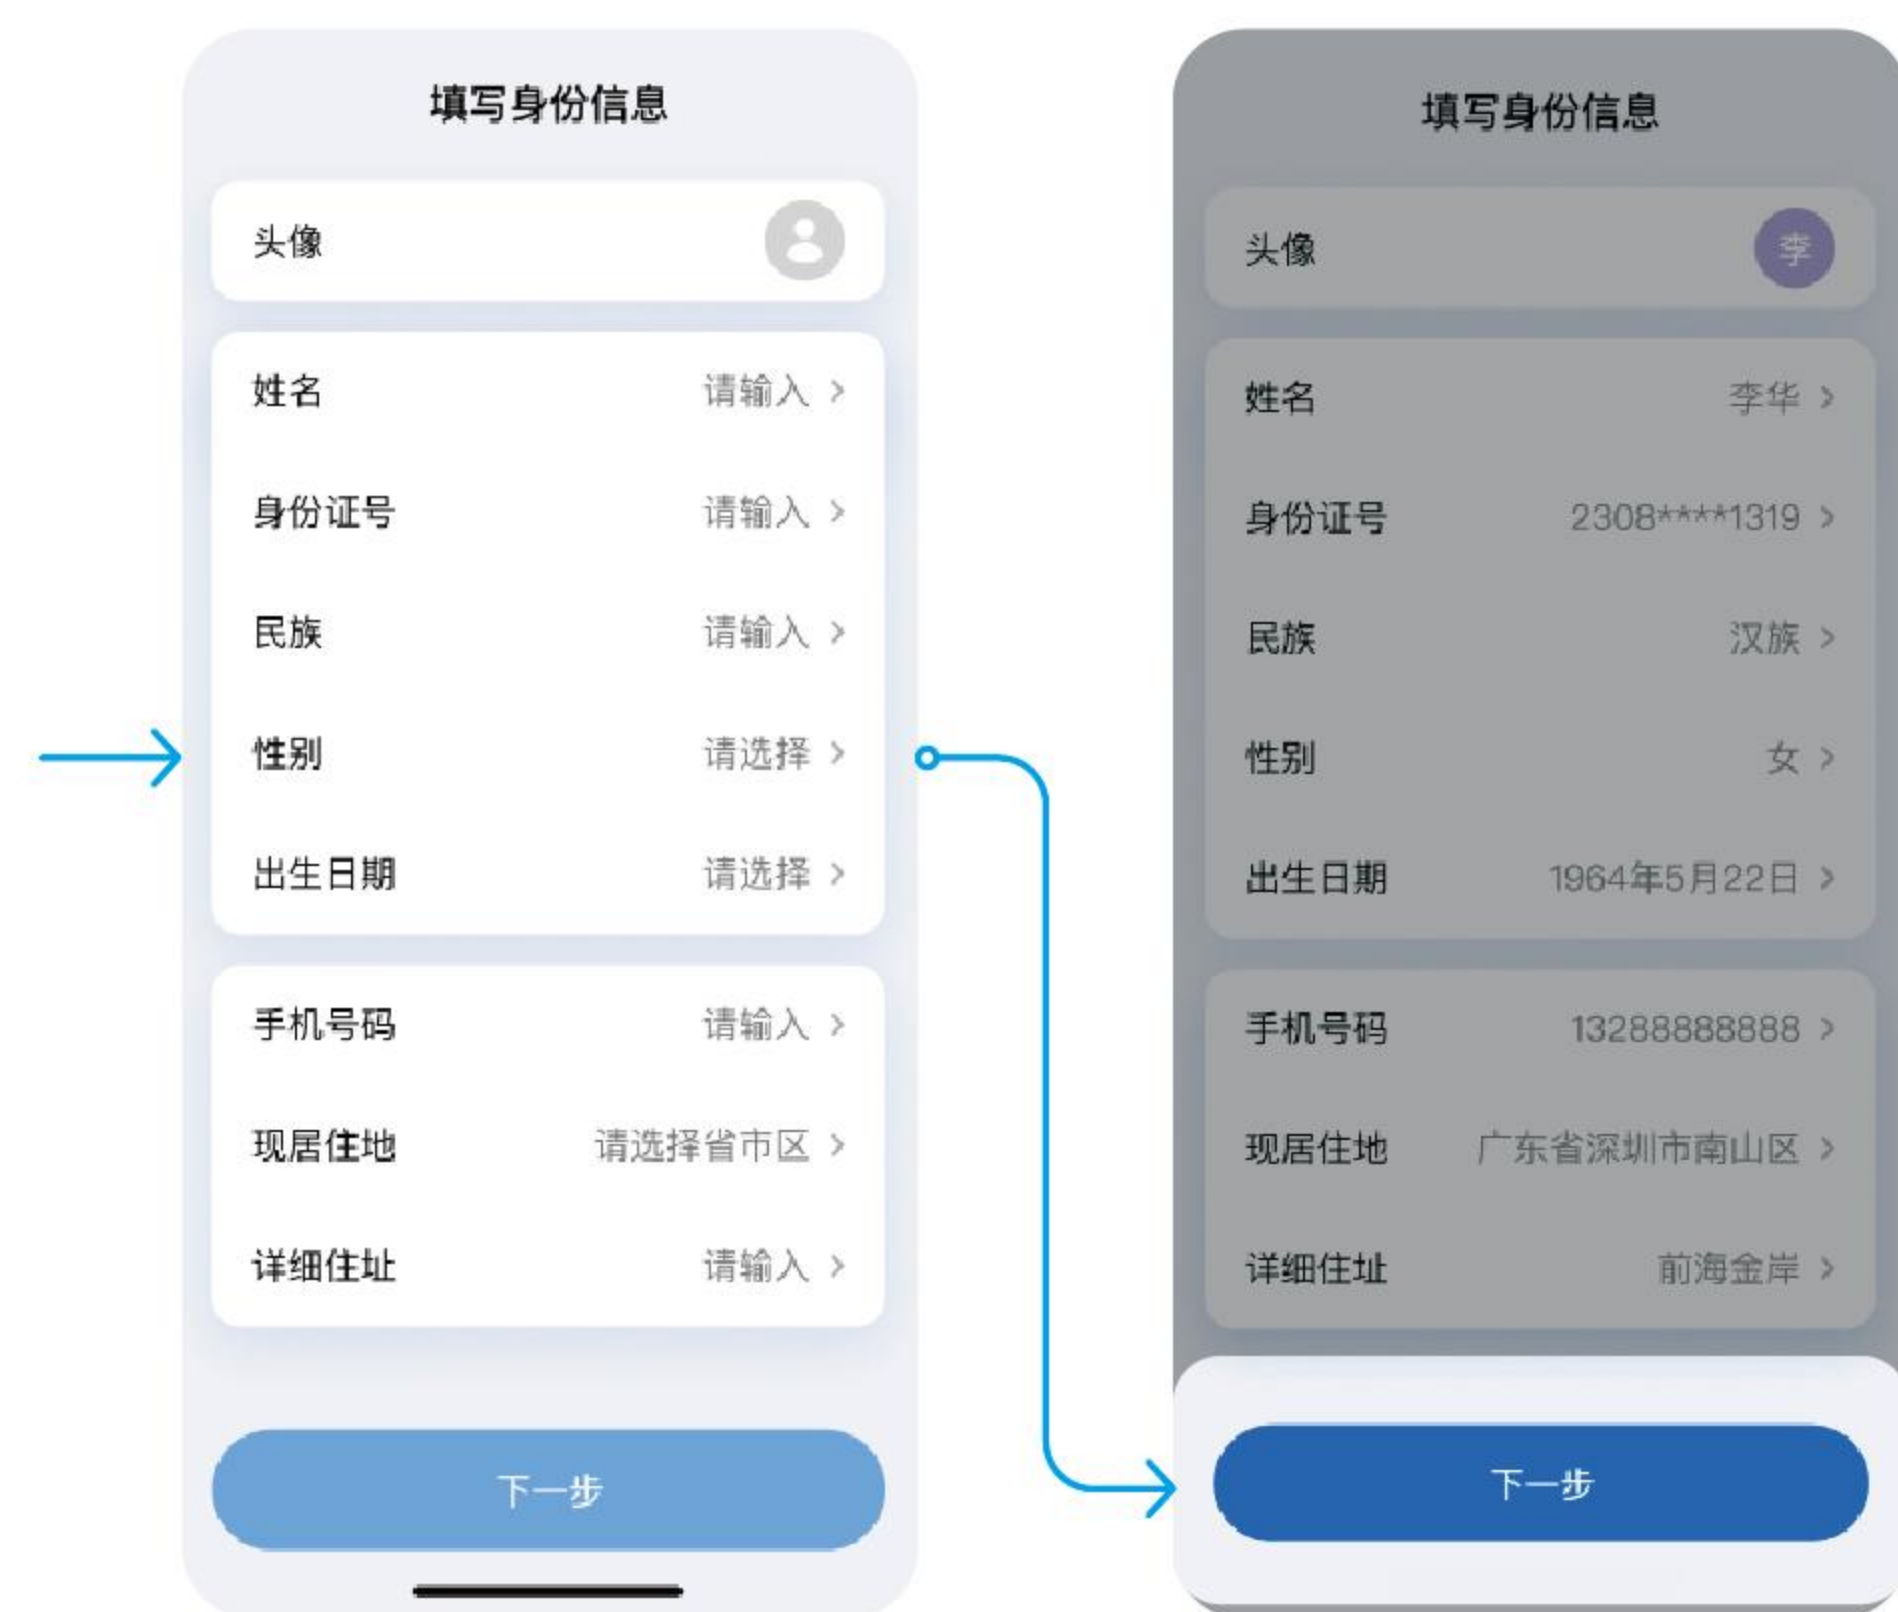 填写身份信息
头像
姓名 请输入 >
身份证号 请输入 >
民族 请输入 >
性别 请选择 >
出生日期 请选择 >
手机号码 请输入 >
现居住地 请选择省市区 >
详细住址 请输入 >
下一步
填写身份信息
头像 李
姓名 李华 >
身份证号 2308****1319 >
民族 汉族 >
性别 女 >
出生日期 1964年5月22日 >
手机号码 13288888888 >
现居住地 广东省深圳市南山区 >
详细住址 前海金岸 >
下一步